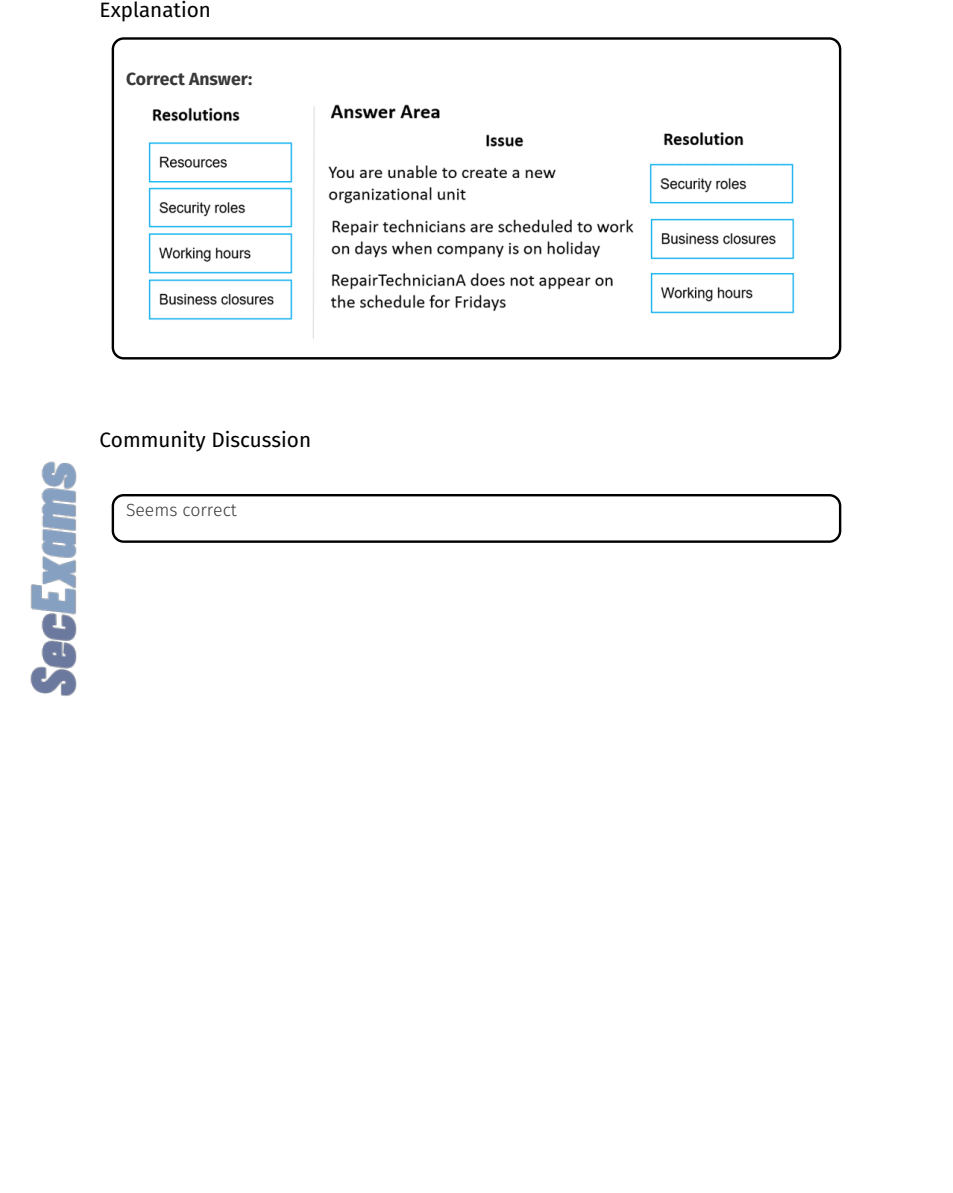 Explanation
Correct Answer:
Resolutions
Resources
Security roles
Working hours
Business closures
Answer Area
Issue
Resolution
You are unable to create a new
organizational unit
Security roles
Repair technicians are scheduled to work
on days when company is on holiday
Business closures
RepairTechnicianA does not appear on
the schedule for Fridays
Working hours
Community Discussion
Seems correct
SecExams